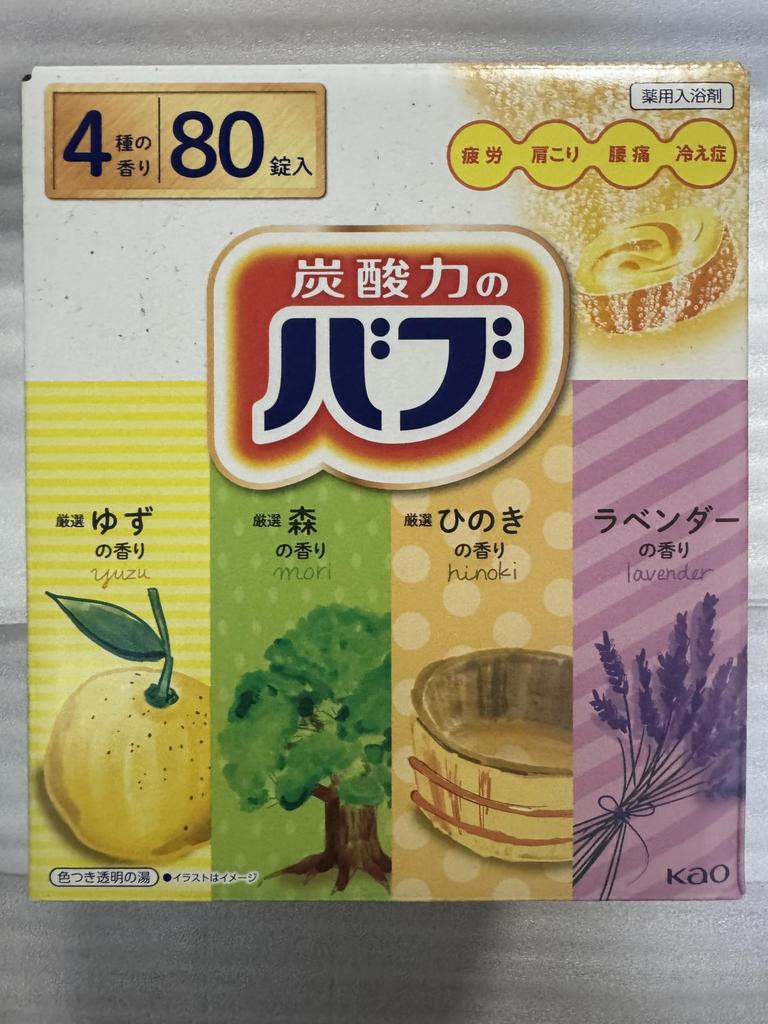 4種の香り 80錠入
薬用入浴剤
疲労 肩こり 腰痛 冷え症
炭酸力の
バブ
厳選 ゆず
の香り
yuzu
厳選 森
の香り
mori
厳選 ひのき
の香り
hinoki
ラベンダー
の香り
lavender
色つき透明の湯 ●イラストはイメージ
Kao